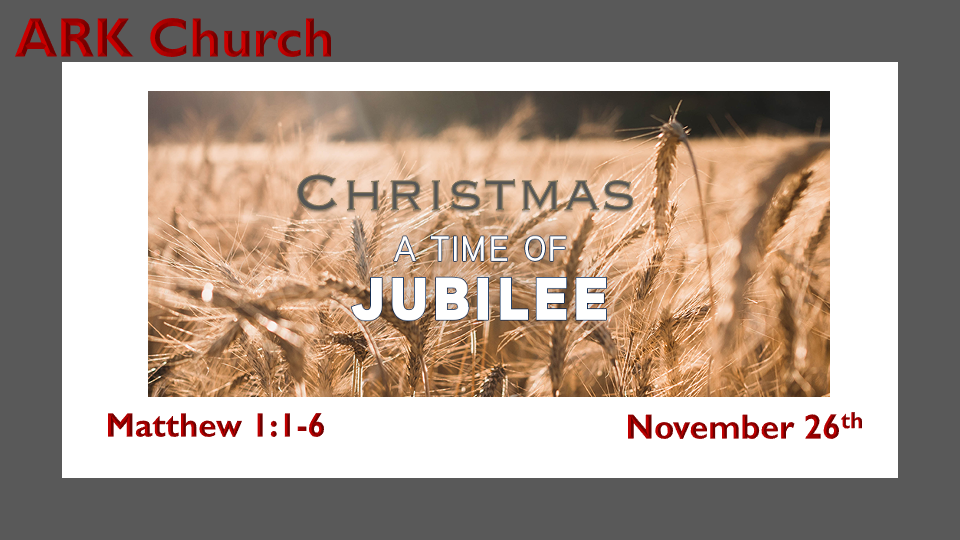 ARK Church
CHRISTMAS
A TIME OF
JUBILEE
Matthew 1:1-6
November 26th